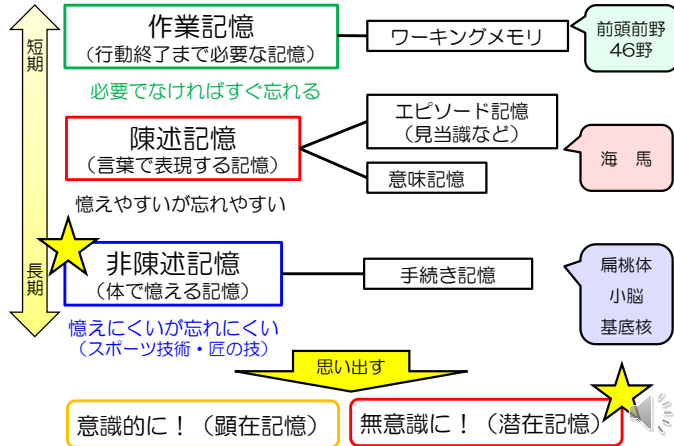 短期
作業記憶
(行動終了まで必要な記憶)
ワーキングメモリ
前頭前野
46野
必要でなければすぐ忘れる
陳述記憶
(言葉で表現する記憶)
エピソード記憶
(見当識など)
意味記憶
海　馬
憶えやすいが忘れやすい
長期
非陳述記憶
(体で憶える記憶)
手続き記憶
扁桃体
小脳
基底核
憶えにくいが忘れにくい
(スポーツ技術・匠の技)
思い出す
意識的に！（顕在記憶）
無意識に！（潜在記憶）